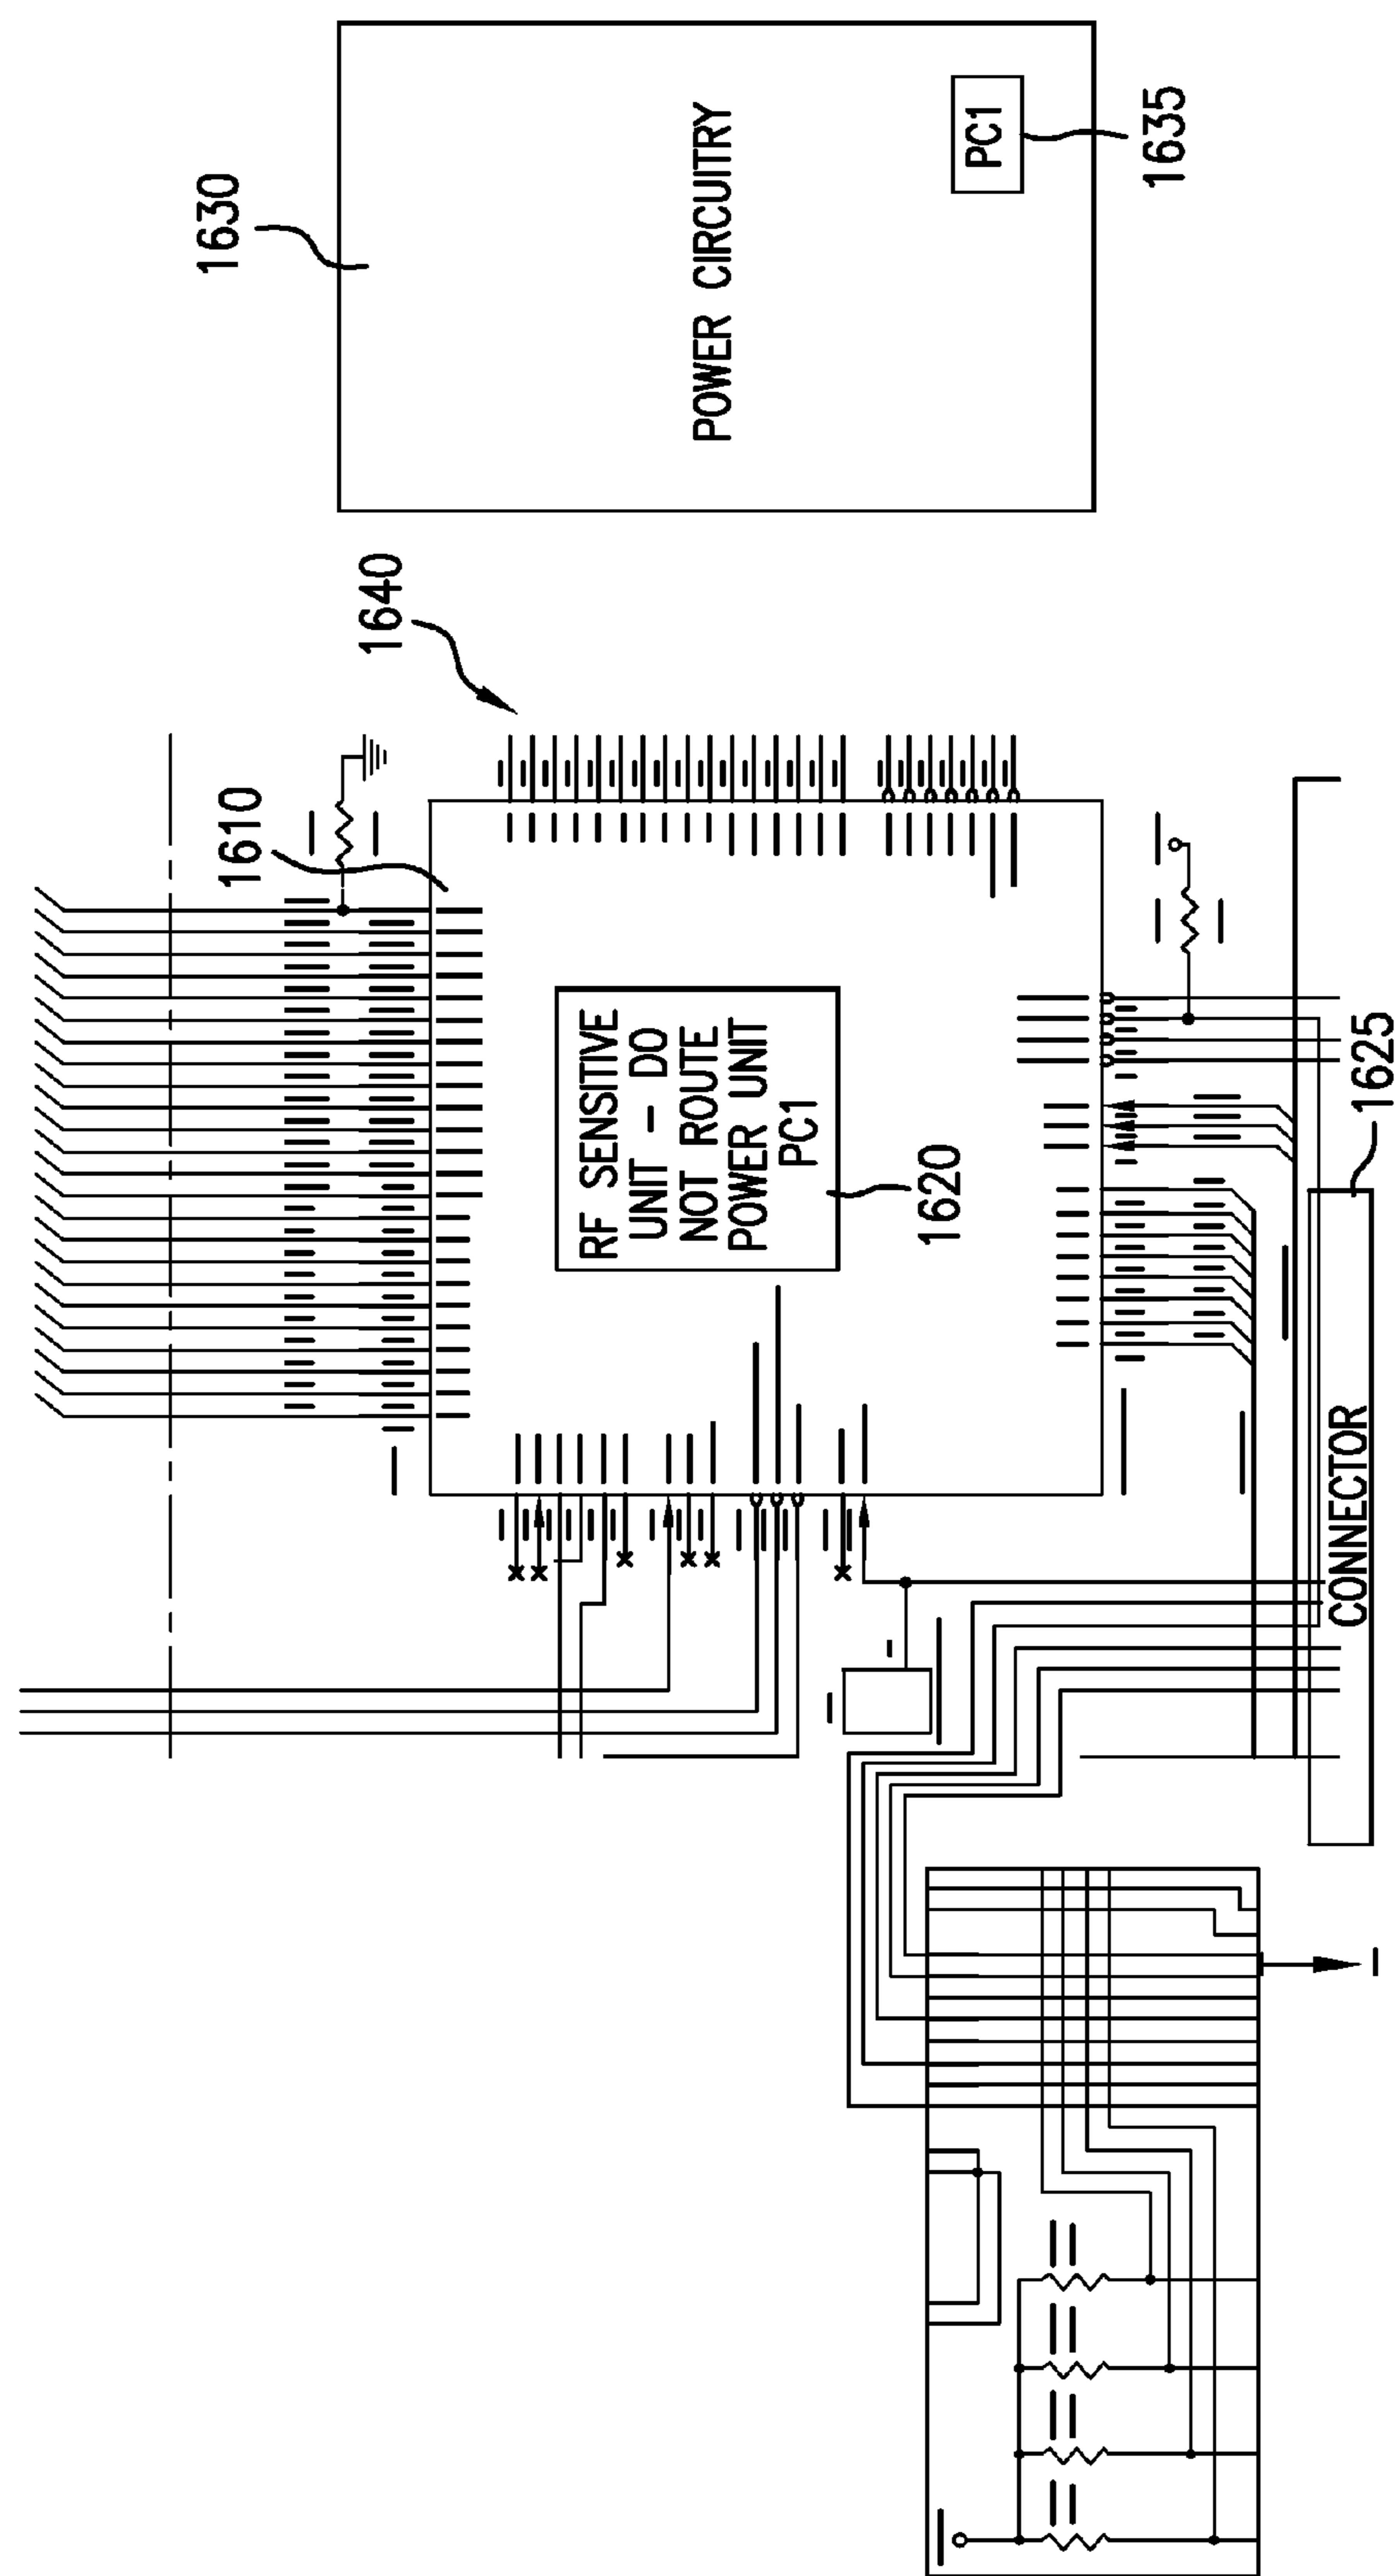 1630
POWER CIRCUITRY
PC1
1635
1640
1610
RF SENSITIVE
UNIT - DO
NOT ROUTE
POWER UNIT
PC1
1620
1625
CONNECTOR